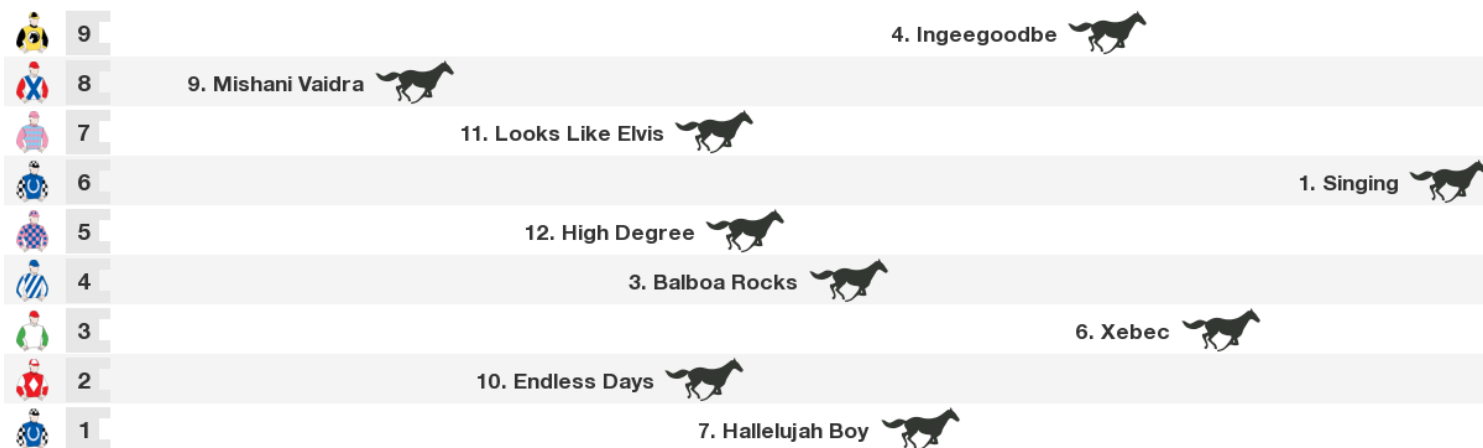 9 4. Ingeegoodbe
8 9. Mishani Vaidra
7 11. Looks Like Elvis
6 1. Singing
5 12. High Degree
4 3. Balboa Rocks
3 6. Xebec
2 10. Endless Days
1 7. Hallelujah Boy